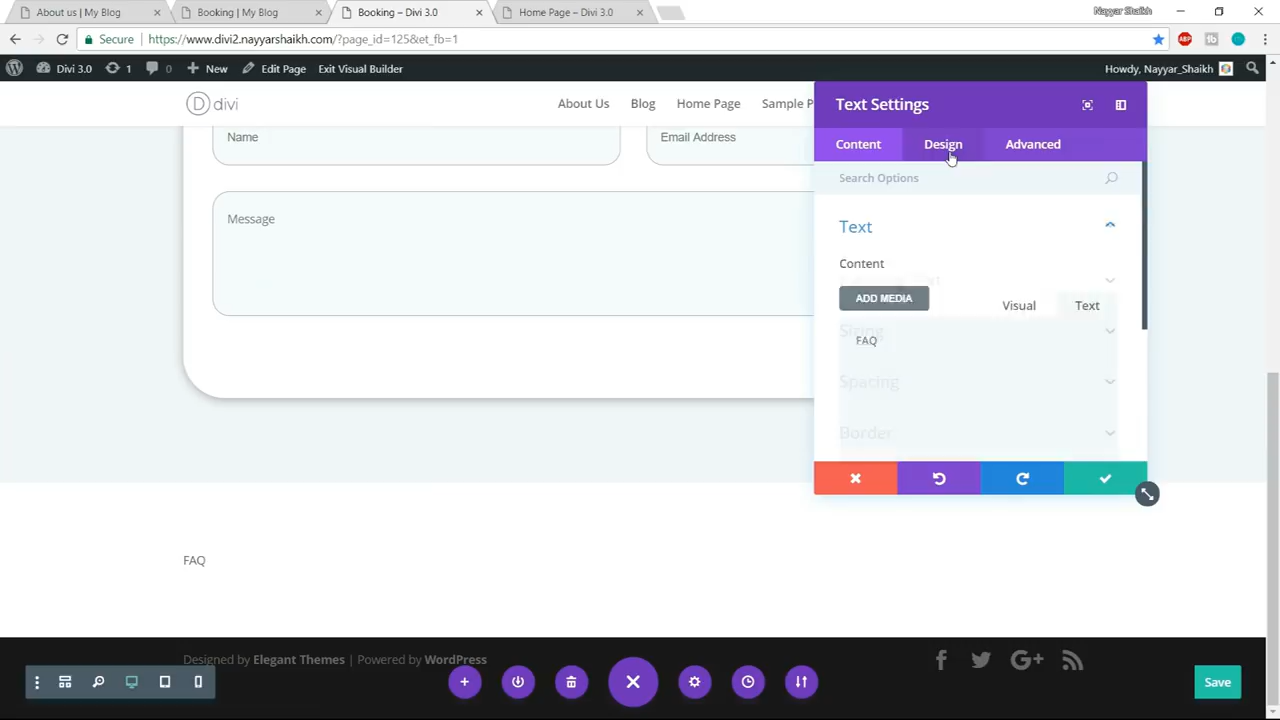 About us | My Blog
Booking | My Blog
Booking – Divi 3.0
Home Page – Divi 3.0
Nayyar Shaikh
Secure
https://www.divi2.nayyarshaikh.com/?page_id=125&et_fb=1
ABP
Divi 3.0
1
0
New
Edit Page
Exit Visual Builder
Howdy, Nayyar_Shaikh
D divi
About Us
Blog
Home Page
Sample P
Text Settings
Name
Email Address
Content
Design
Advanced
Search Options
Message
Text
Content
ADD MEDIA
Visual
Text
Sizing
FAQ
Spacing
Border
FAQ
Designed by Elegant Themes | Powered by WordPress
Save